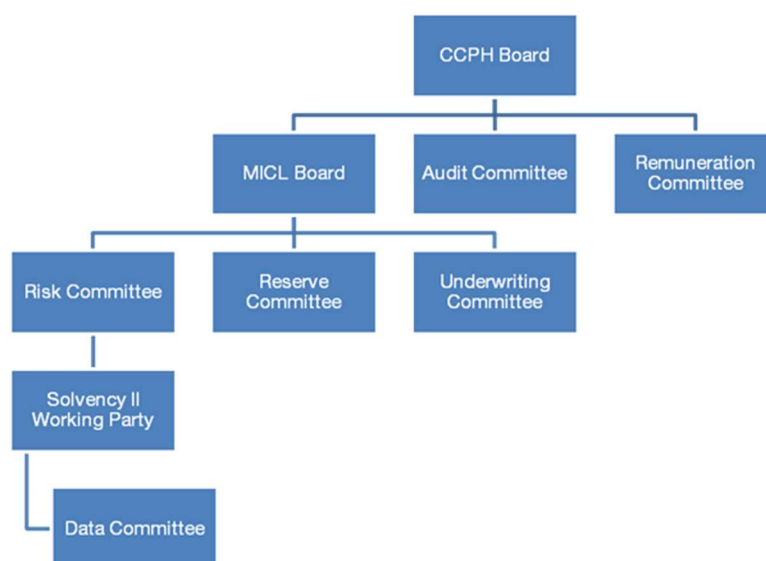 CCPH Board
MICL Board
Audit Committee
Remuneration
Committee
Risk Committee
Reserve
Committee
Underwriting
Committee
Solvency II
Working Party
Data Committee